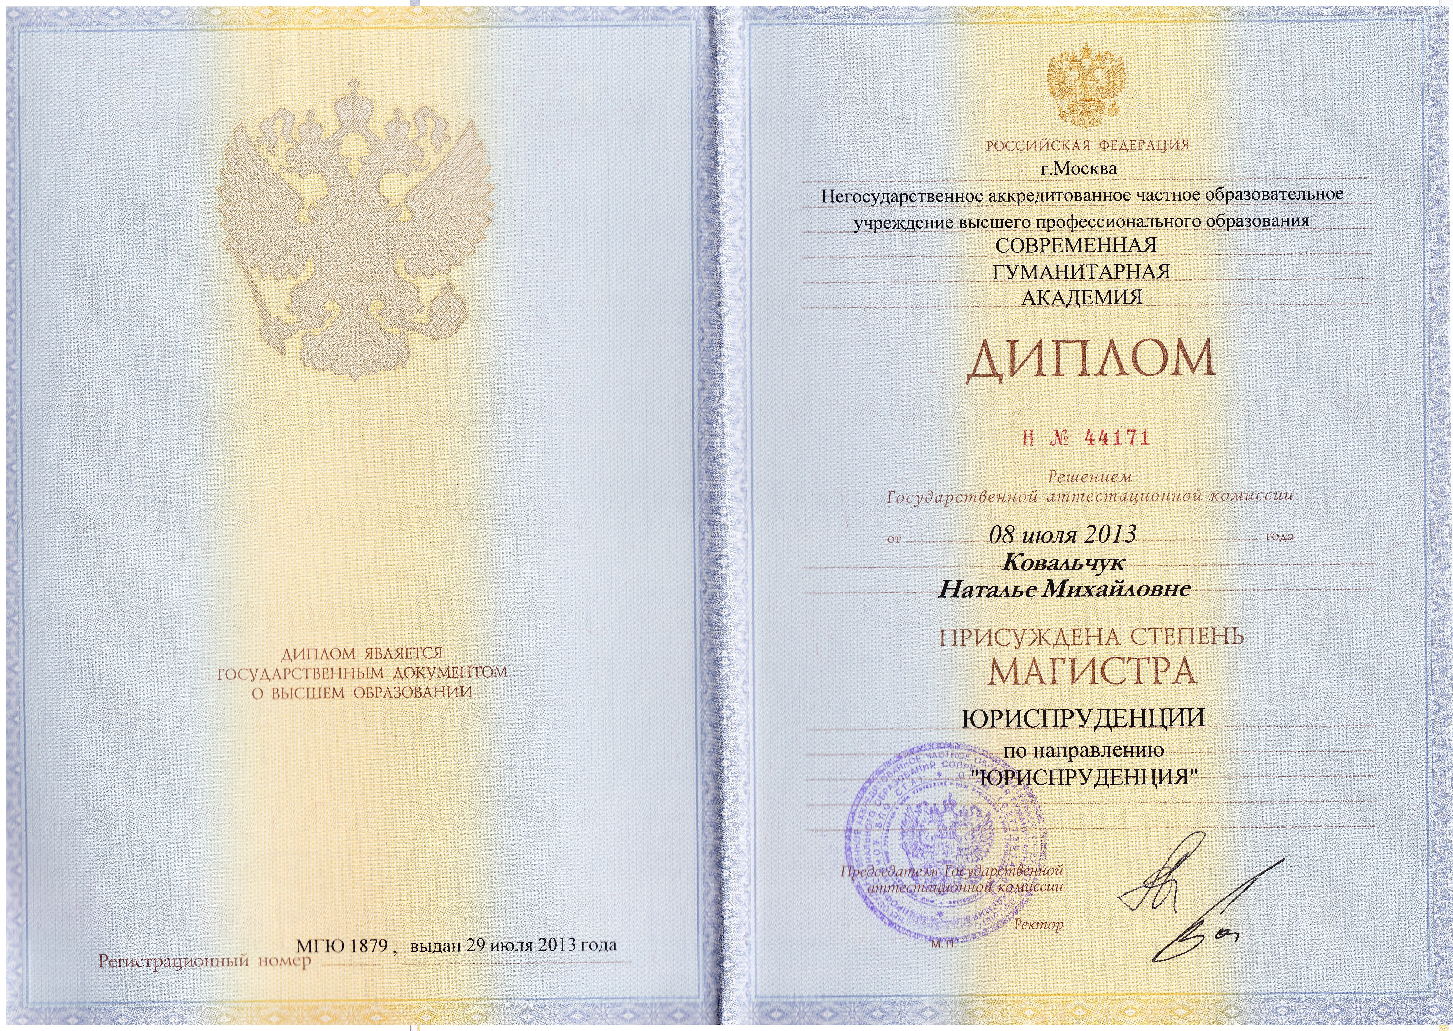 ДИПЛОМ ЯВЛЯЕТСЯ
ГОСУДАРСТВЕННЫМ ДОКУМЕНТОМ
О ВЫСШЕМ ОБРАЗОВАНИИ
МГЮ 1879 , выдан 29 июля 2013 года
Регистрационный номер
РОССИЙСКАЯ ФЕДЕРАЦИЯ
г.Москва
Негосударственное аккредитованное частное образовательное
учреждение высшего профессионального образования
СОВРЕМЕННАЯ
ГУМАНИТАРНАЯ
АКАДЕМИЯ
ДИПЛОМ
Н № 44171
Решением
Государственной аттестационной комиссии
от 08 июля 2013 года
Ковальчук
Наталье Михайловне
ПРИСУЖДЕНА СТЕПЕНЬ
МАГИСТРА
ЮРИСПРУДЕНЦИИ
по направлению
"ЮРИСПРУДЕНЦИЯ"
Председатель Государственной
аттестационной комиссии
Ректор
М.П.